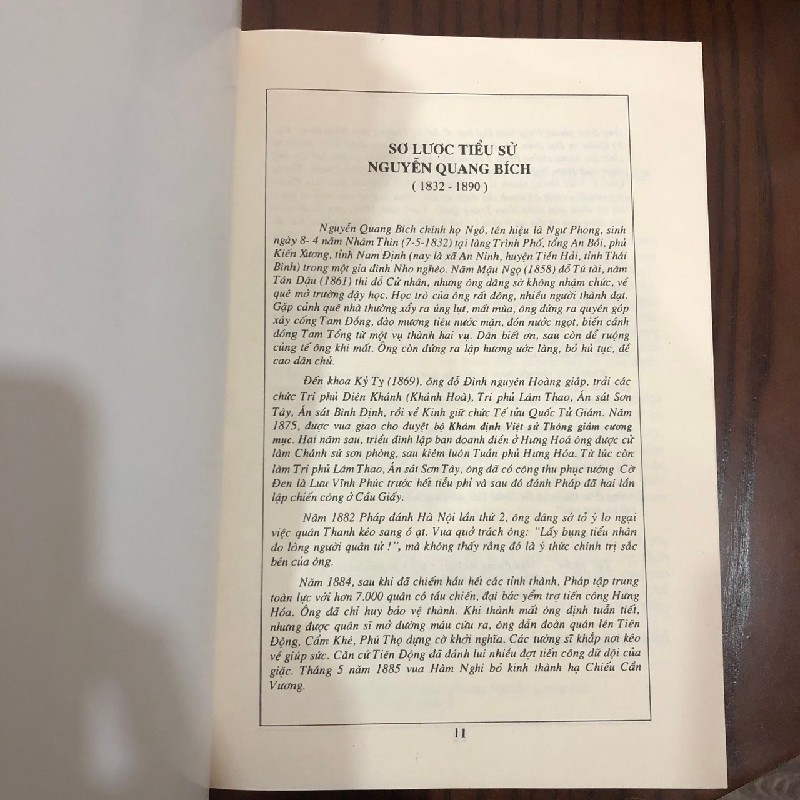 SƠ LƯỢC TIỂU SỬ
NGUYỄN QUANG BÍCH
( 1832 - 1890 )
Nguyễn Quang Bích chính họ Ngô, tên hiệu là Ngư Phong, sinh
ngày 8- 4 năm Nhâm Thìn (7-5-1832) tại làng Trình Phố, tổng An Bồi, phủ
Kiến Xương, tỉnh Nam Định (nay là xã An Ninh, huyện Tiền Hải, tỉnh Thái
Bình) trong một gia đình Nho nghèo. Năm Mậu Ngọ (1858) đỗ Tú tài, năm
Tân Dậu (1861) thi đỗ Cử nhân, nhưng ông dâng sớ không nhậm chức, về
quê mở trường dạy học. Học trò của ông rất đông, nhiều người thành đạt.
Gặp cảnh quê nhà thường xẩy ra úng lụt, mất mùa, ông đứng ra quyên góp
xây cống Tam Đồng, đào mương tiêu nước mặn, đón nước ngọt, biến cánh
đồng Tam Tổng từ một vụ thành hai vụ. Dân biết ơn, sau còn để ruộng
cúng tế ông khi mất. Ông còn đứng ra lập hương ước làng, bỏ hủ tục, đề
cao dân chủ.
Đến khoa Kỷ Tỵ (1869), ông đỗ Đình nguyên Hoàng giáp, trải các
chức Tri phủ Diên Khánh (Khánh Hoà), Tri phủ Lâm Thao, Án sát Sơn
Tây, Án sát Bình Định, rồi về Kinh giữ chức Tế tửu Quốc Tử Giám. Năm
1875, được vua giao cho duyệt bộ Khâm định Việt sử Thông giám cương
mục. Hai năm sau, triều đình lập ban doanh điền ở Hưng Hoá ông được cử
làm Chánh sứ sơn phòng, sau kiêm luôn Tuần phủ Hưng Hóa. Từ lúc còn
làm Tri phủ Lâm Thao, Án sát Sơn Tây, ông đã có công thu phục tướng Cờ
Đen là Lưu Vĩnh Phúc trước hết tiễu phỉ và sau đó đánh Pháp đã hai lần
lập chiến công ở Cầu Giấy.
Năm 1882 Pháp đánh Hà Nội lần thứ 2, ông dâng sớ tỏ ý lo ngại
việc quân Thanh kéo sang ồ ạt. Vua quở trách ông: "Lấy bụng tiểu nhân
đo lòng người quân tử !", mà không thấy rằng đó là ý thức chính trị sắc
bén của ông.
Năm 1884, sau khi đã chiếm hầu hết các tỉnh thành, Pháp tập trung
toàn lực với hơn 7.000 quân có tầu chiến, đại bác yểm trợ tiến công Hưng
Hóa. Ông đã chỉ huy bảo vệ thành. Khi thành mất ông định tuẫn tiết,
nhưng được quân sĩ mở đường máu cứu ra, ông dẫn đoàn quân lên Tiên
Động, Cẩm Khê, Phú Thọ dựng cờ khởi nghĩa. Các tướng sĩ khắp nơi kéo
về giúp sức. Căn cứ Tiên Động đã đánh lui nhiều đợt tiến công dữ dội của
giặc. Tháng 5 năm 1885 vua Hàm Nghi bỏ kinh thành hạ Chiếu Cần
Vương.
11